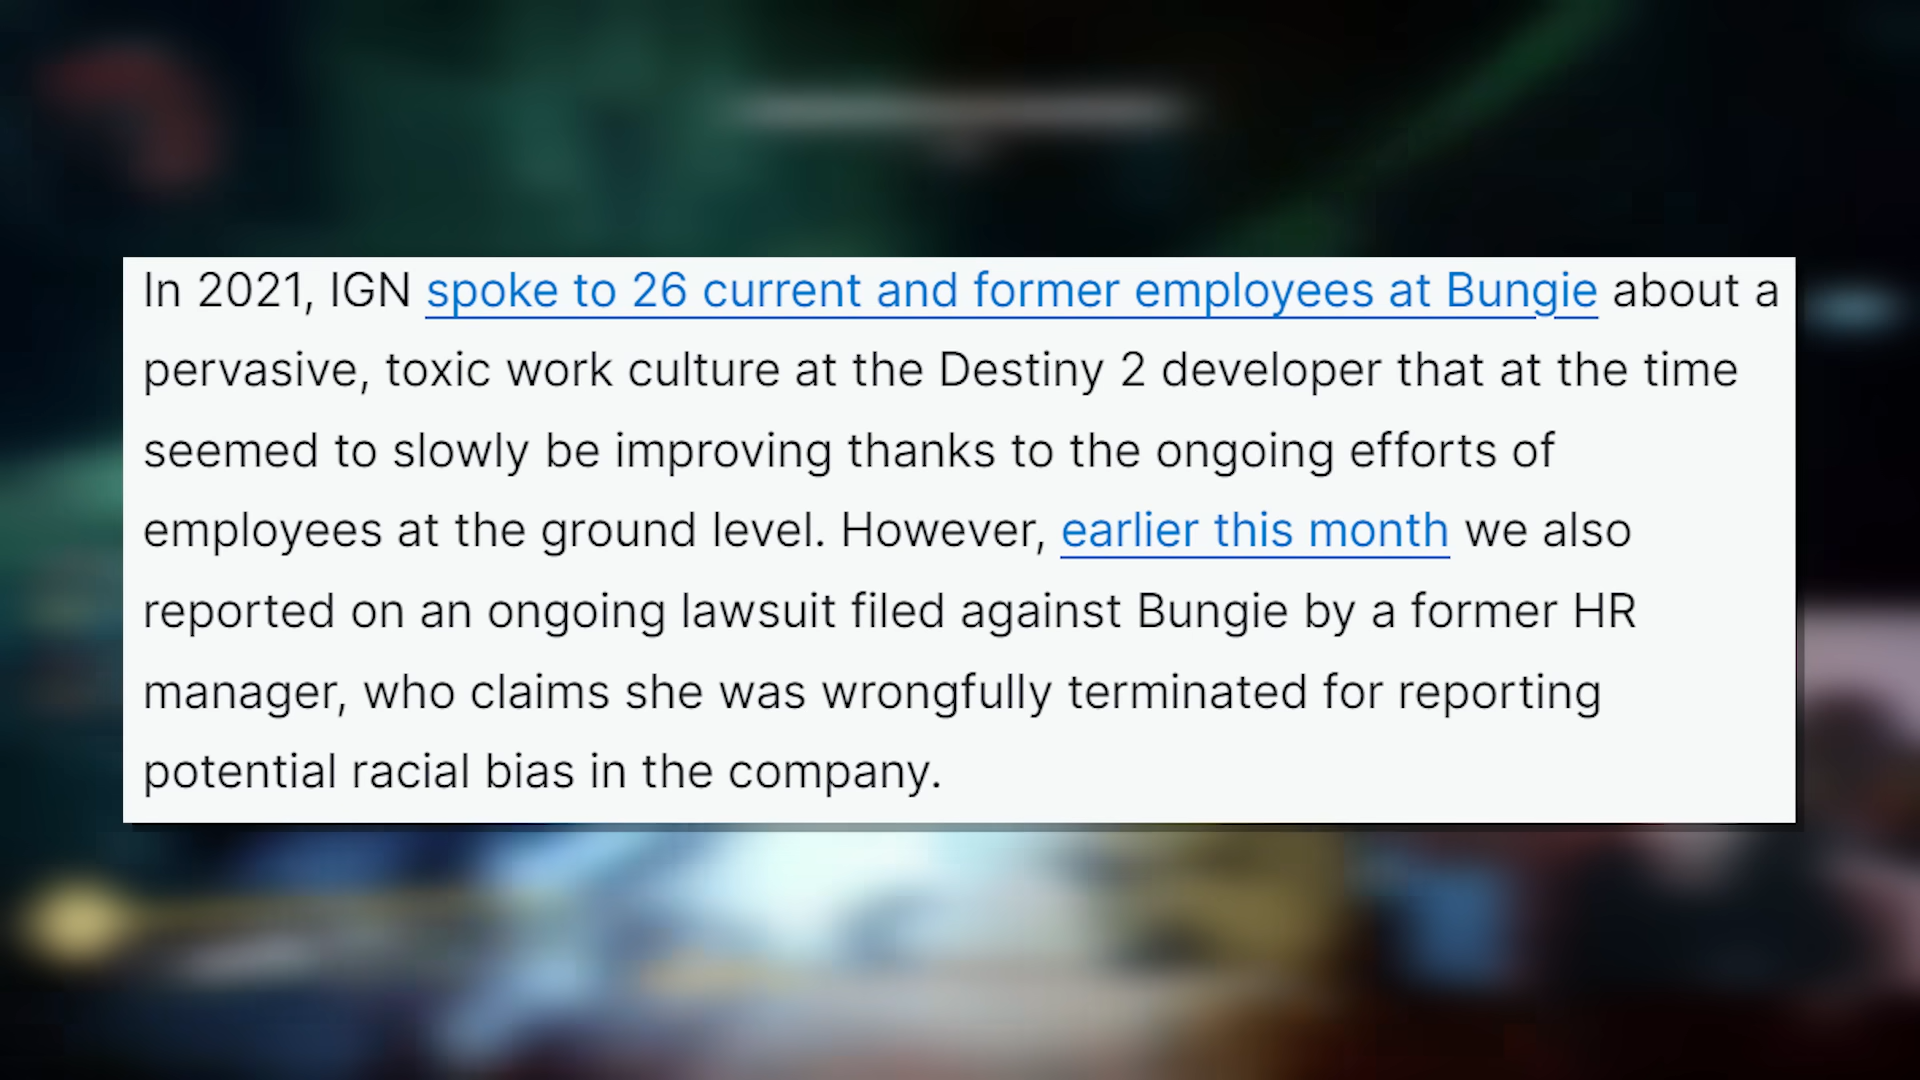 In 2021, IGN spoke to 26 current and former employees at Bungie about a
pervasive, toxic work culture at the Destiny 2 developer that at the time
seemed to slowly be improving thanks to the ongoing efforts of
employees at the ground level. However, earlier this month we also
reported on an ongoing lawsuit filed against Bungie by a former HR
manager, who claims she was wrongfully terminated for reporting
potential racial bias in the company.